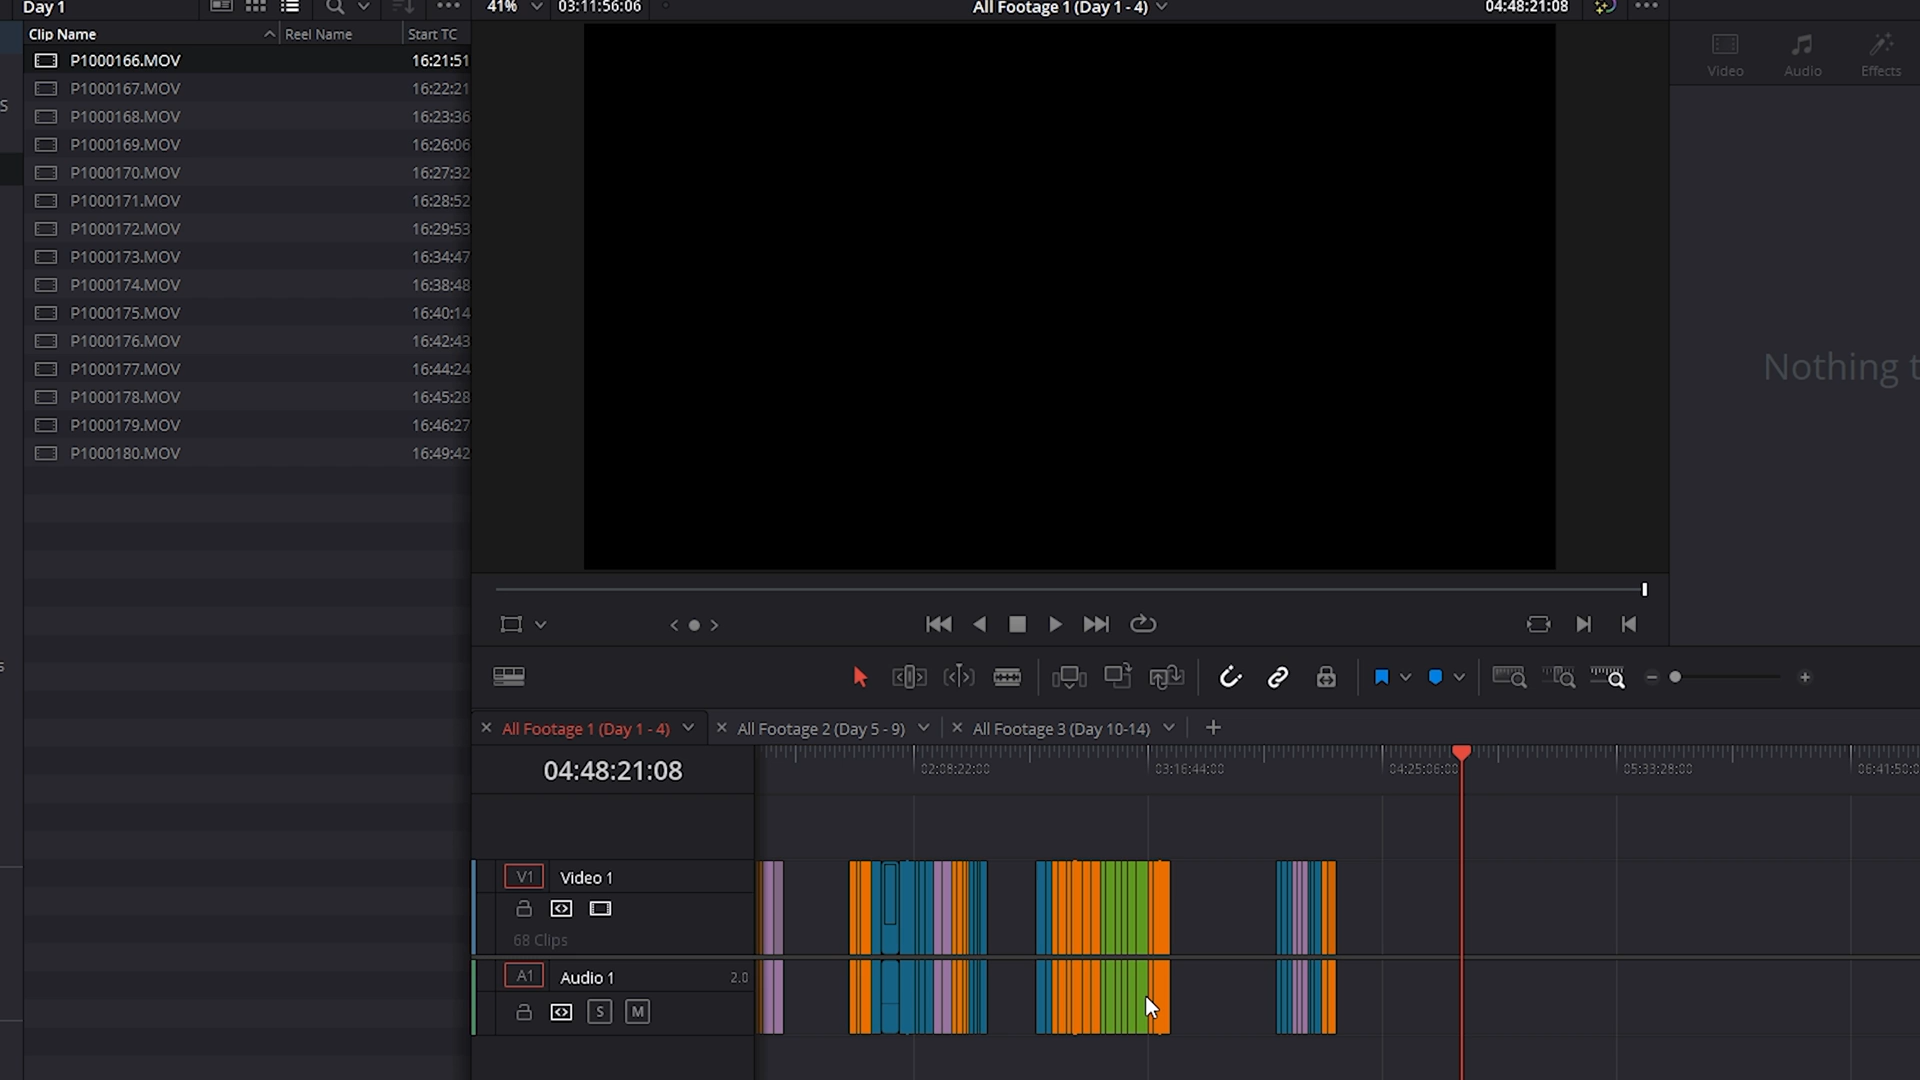 Day 1
41%
03:11:56:06
All Footage 1 (Day 1 - 4)
04:48:21:08
Clip Name
Reel Name
Start TC
P1000166.MOV 16:21:51
P1000167.MOV 16:22:21
P1000168.MOV 16:23:36
P1000169.MOV 16:26:06
P1000170.MOV 16:27:32
P1000171.MOV 16:28:52
P1000172.MOV 16:29:53
P1000173.MOV 16:34:47
P1000174.MOV 16:38:48
P1000175.MOV 16:40:14
P1000176.MOV 16:42:43
P1000177.MOV 16:44:24
P1000178.MOV 16:45:28
P1000179.MOV 16:46:27
P1000180.MOV 16:49:42
Video
Audio
Effects
Nothing t
All Footage 1 (Day 1 - 4)
All Footage 2 (Day 5 - 9)
All Footage 3 (Day 10-14)
04:48:21:08
02:08:22:00
03:16:44:00
04:25:06:00
05:33:28:00
06:41:50:0
V1 Video 1
68 Clips
A1 Audio 1 2.0
S M